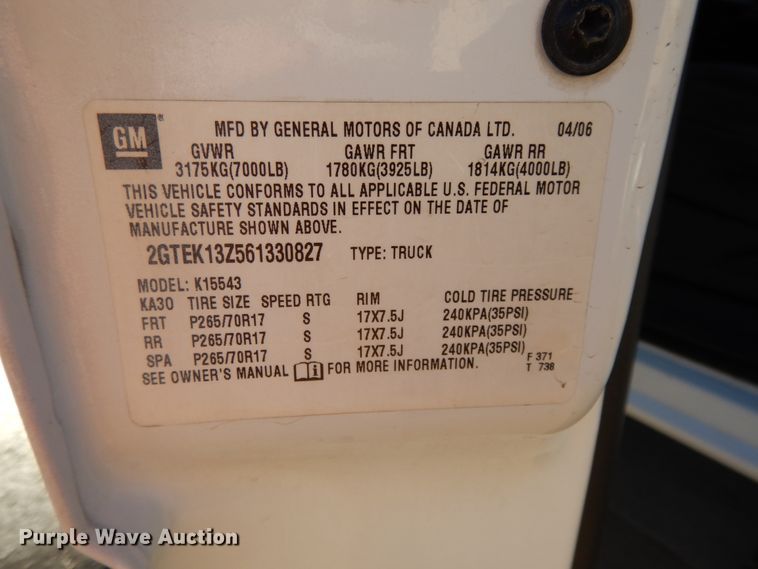 GM ® MFD BY GENERAL MOTORS OF CANADA LTD. 04/06
GVWR GAWR FRT GAWR RR
3175KG(7000LB) 1780KG(3925LB) 1814KG(4000LB)
THIS VEHICLE CONFORMS TO ALL APPLICABLE U.S. FEDERAL MOTOR
VEHICLE SAFETY STANDARDS IN EFFECT ON THE DATE OF
MANUFACTURE SHOWN ABOVE.
2GTEK13Z561330827 TYPE: TRUCK
MODEL: K15543
KA30 TIRE SIZE SPEED RTG RIM COLD TIRE PRESSURE
FRT P265/70R17 S 17X7.5J 240KPA(35PSI)
RR P265/70R17 S 17X7.5J 240KPA(35PSI)
SPA P265/70R17 S 17X7.5J 240KPA(35PSI) F 371
SEE OWNER'S MANUAL i FOR MORE INFORMATION. T 738
Purple Wave Auction